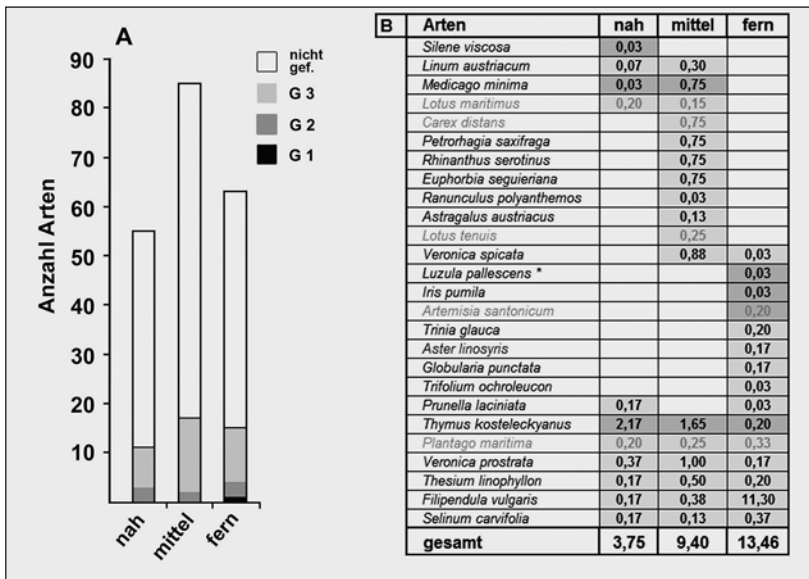 A
nicht
gef.
G 3
G 2
G 1
Anzahl Arten
90
80
70
60
50
40
30
20
10
nah
mittel
fern
B Arten nah mittel fern
Silene viscosa 0,03
Linum austriacum 0,07 0,30
Medicago minima 0,03 0,75
Lotus maritimus 0,20 0,15
Carex distans 0,75
Petrorhagia saxifraga 0,75
Rhinanthus serotinus 0,75
Euphorbia seguieriana 0,75
Ranunculus polyanthemos 0,03
Astragalus austriacus 0,13
Lotus tenuis 0,25
Veronica spicata 0,88 0,03
Luzula pallescens * 0,03
Iris pumila 0,03
Artemisia santonicum 0,20
Trinia glauca 0,20
Aster linosyris 0,17
Globularia punctata 0,17
Trifolium ochroleucon 0,03
Prunella laciniata 0,17 0,03
Thymus kosteleckyanus 2,17 1,65 0,20
Plantago maritima 0,20 0,25 0,33
Veronica prostrata 0,37 1,00 0,17
Thesium linophyllon 0,17 0,50 0,20
Filipendula vulgaris 0,17 0,38 11,30
Selinum carvifolia 0,17 0,13 0,37
gesamt 3,75 9,40 13,46